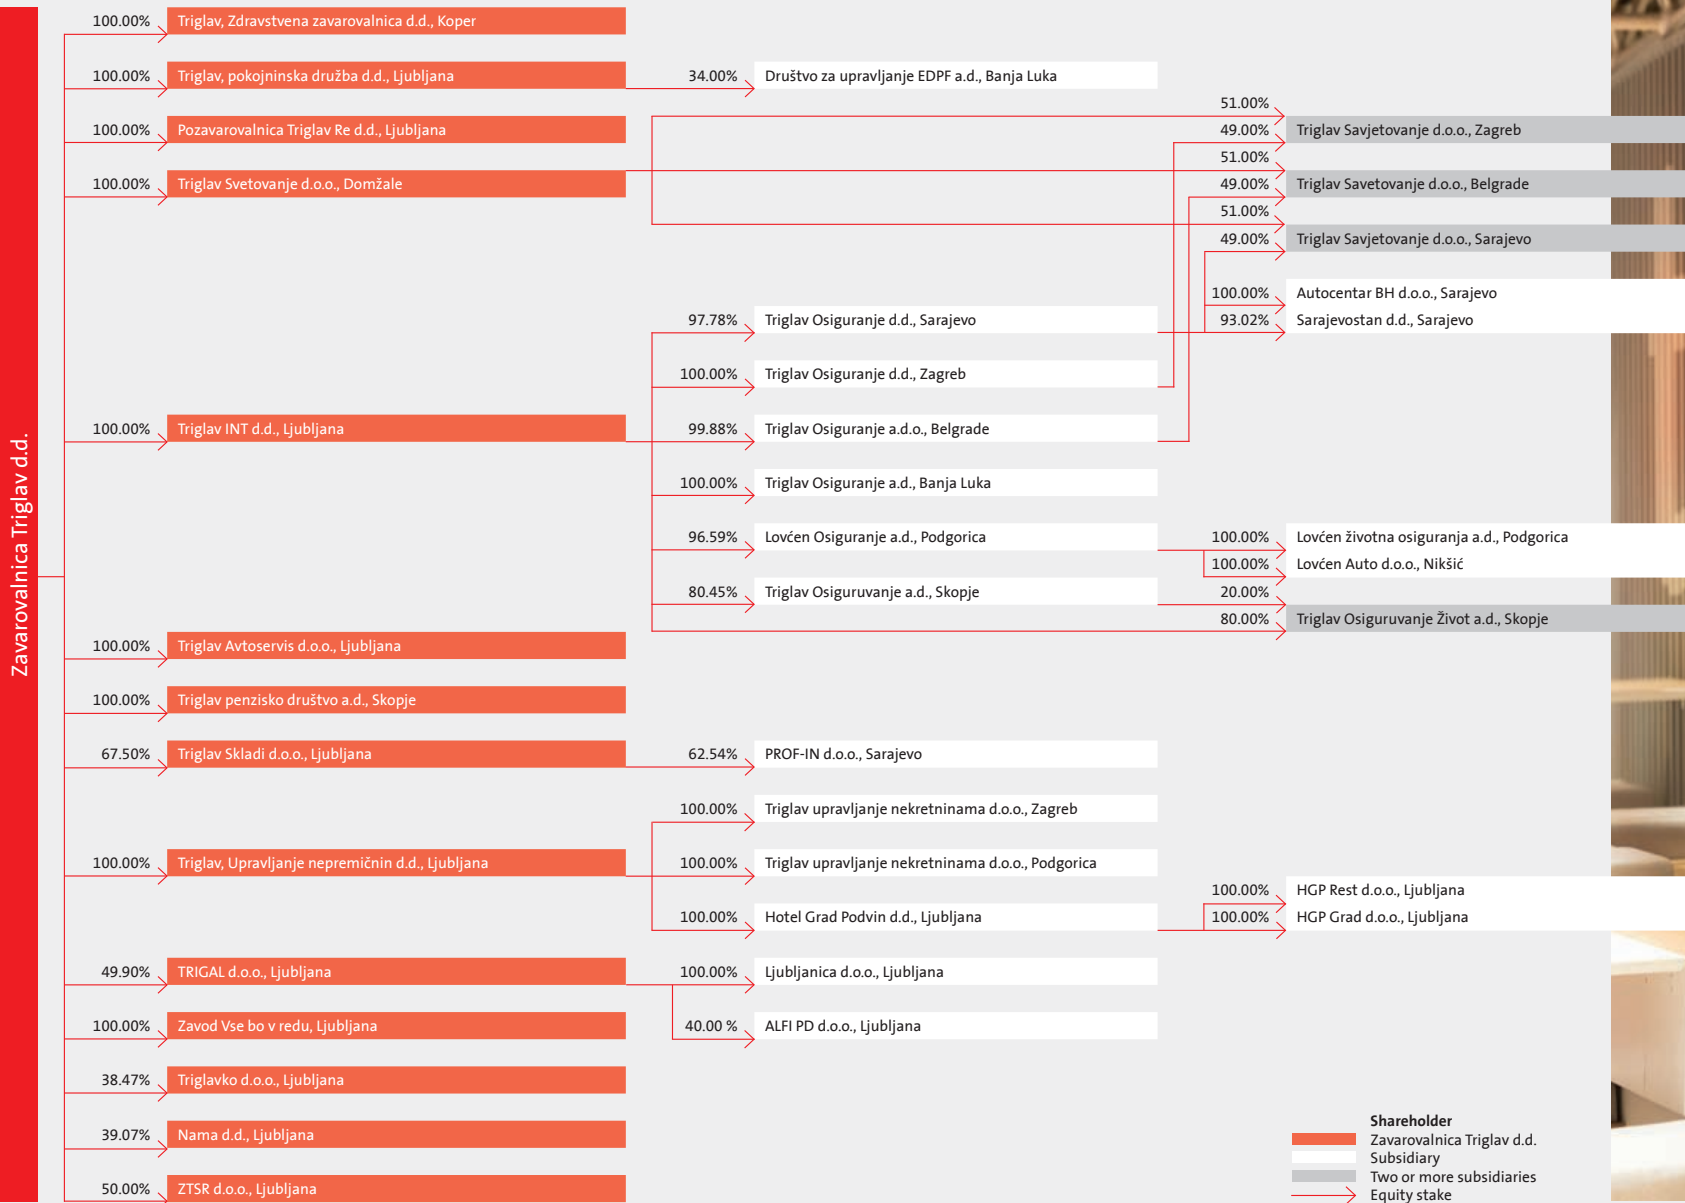 Zavarovalnica Triglav d.d.
100.00% Triglav, Zdravstvena zavarovalnica d.d., Koper
100.00% Triglav, pokojninska družba d.d., Ljubljana
34.00% Društvo za upravljanje EDPF a.d., Banja Luka
51.00%
100.00% Pozavarovalnica Triglav Re d.d., Ljubljana
49.00% Triglav Savjetovanje d.o.o., Zagreb
51.00%
100.00% Triglav Svetovanje d.o.o., Domžale
49.00% Triglav Savetovanje d.o.o., Belgrade
51.00%
49.00% Triglav Savjetovanje d.o.o., Sarajevo
100.00% Autocentar BH d.o.o., Sarajevo
97.78% Triglav Osiguranje d.d., Sarajevo
93.02% Sarajevostan d.d., Sarajevo
100.00% Triglav Osiguranje d.d., Zagreb
100.00% Triglav INT d.d., Ljubljana
99.88% Triglav Osiguranje a.d.o., Belgrade
100.00% Triglav Osiguranje a.d., Banja Luka
96.59% Lovćen Osiguranje a.d., Podgorica
100.00% Lovćen životna osiguranja a.d., Podgorica
100.00% Lovćen Auto d.o.o., Nikšić
80.45% Triglav Osiguruvanje a.d., Skopje
20.00%
80.00% Triglav Osiguruvanje Život a.d., Skopje
100.00% Triglav Avtoservis d.o.o., Ljubljana
100.00% Triglav penzisko društvo a.d., Skopje
67.50% Triglav Skladi d.o.o., Ljubljana
62.54% PROF-IN d.o.o., Sarajevo
100.00% Triglav upravljanje nekretninama d.o.o., Zagreb
100.00% Triglav, Upravljanje nepremičnin d.d., Ljubljana
100.00% Triglav upravljanje nekretninama d.o.o., Podgorica
100.00% HGP Rest d.o.o., Ljubljana
100.00% Hotel Grad Podvin d.d., Ljubljana
100.00% HGP Grad d.o.o., Ljubljana
49.90% TRIGAL d.o.o., Ljubljana
100.00% Ljubljanica d.o.o., Ljubljana
100.00% Zavod Vse bo v redu, Ljubljana
40.00 % ALFI PD d.o.o., Ljubljana
38.47% Triglavko d.o.o., Ljubljana
39.07% Nama d.d., Ljubljana
50.00% ZTSR d.o.o., Ljubljana
Shareholder
Zavarovalnica Triglav d.d.
Subsidiary
Two or more subsidiaries
Equity stake